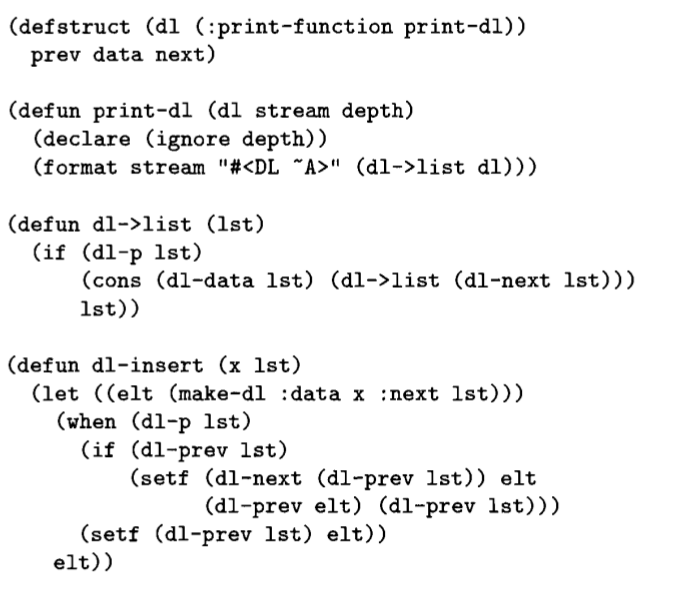 (defstruct (dl (:print-function print-dl))
  prev data next)

(defun print-dl (dl stream depth)
  (declare (ignore depth))
  (format stream "#<DL ~A>" (dl->list dl)))

(defun dl->list (lst)
  (if (dl-p lst)
      (cons (dl-data lst) (dl->list (dl-next lst)))
      lst))

(defun dl-insert (x lst)
  (let ((elt (make-dl :data x :next lst)))
    (when (dl-p lst)
      (if (dl-prev lst)
          (setf (dl-next (dl-prev lst)) elt
                (dl-prev elt) (dl-prev lst)))
      (setf (dl-prev lst) elt))
    elt))